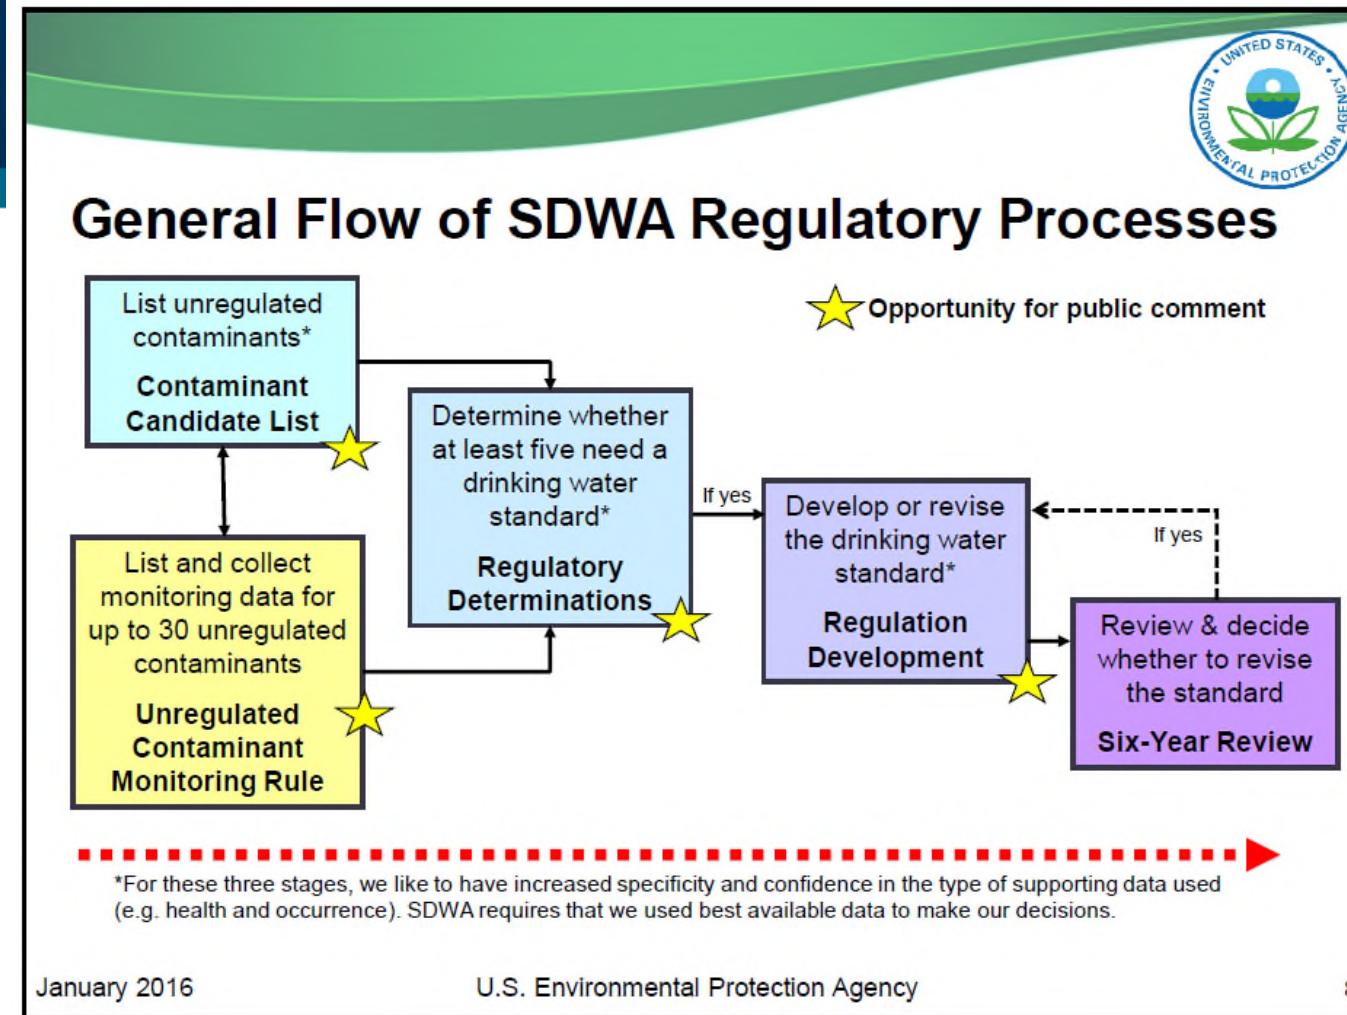 UNITED STATES
ENVIRONMENTAL PROTECTION AGENCY
General Flow of SDWA Regulatory Processes
Opportunity for public comment
List unregulated
contaminants*
Contaminant
Candidate List
List and collect
monitoring data for
up to 30 unregulated
contaminants
Unregulated
Contaminant
Monitoring Rule
Determine whether
at least five need a
drinking water
standard*
Regulatory
Determinations
If yes
Develop or revise
the drinking water
standard*
Regulation
Development
If yes
Review & decide
whether to revise
the standard
Six-Year Review
*For these three stages, we like to have increased specificity and confidence in the type of supporting data used
(e.g. health and occurrence). SDWA requires that we used best available data to make our decisions.
January 2016
U.S. Environmental Protection Agency